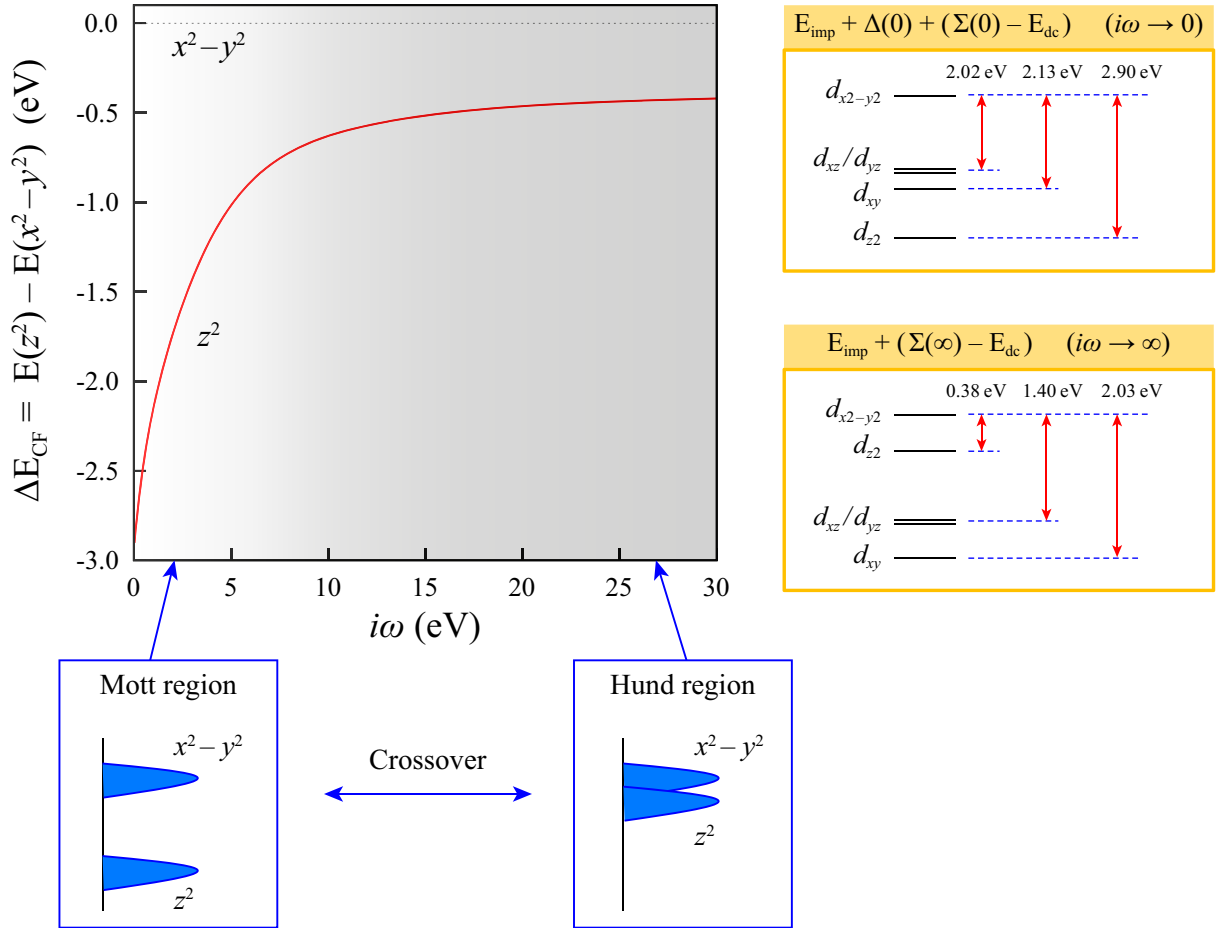 ΔE_CF = E(z²) − E(x²−y²) (eV)
0.0
-0.5
-1.0
-1.5
-2.0
-2.5
-3.0
x²−y²
z²
0 5 10 15 20 25 30
iω (eV)
E_imp + Δ(0) + (Σ(0) − E_dc) (iω → 0)
2.02 eV 2.13 eV 2.90 eV
d_x2−y2
d_xz/d_yz
d_xy
d_z2
E_imp + (Σ(∞) − E_dc) (iω → ∞)
0.38 eV 1.40 eV 2.03 eV
d_x2−y2
d_z2
d_xz/d_yz
d_xy
Mott region
x²−y²
z²
Crossover
Hund region
x²−y²
z²